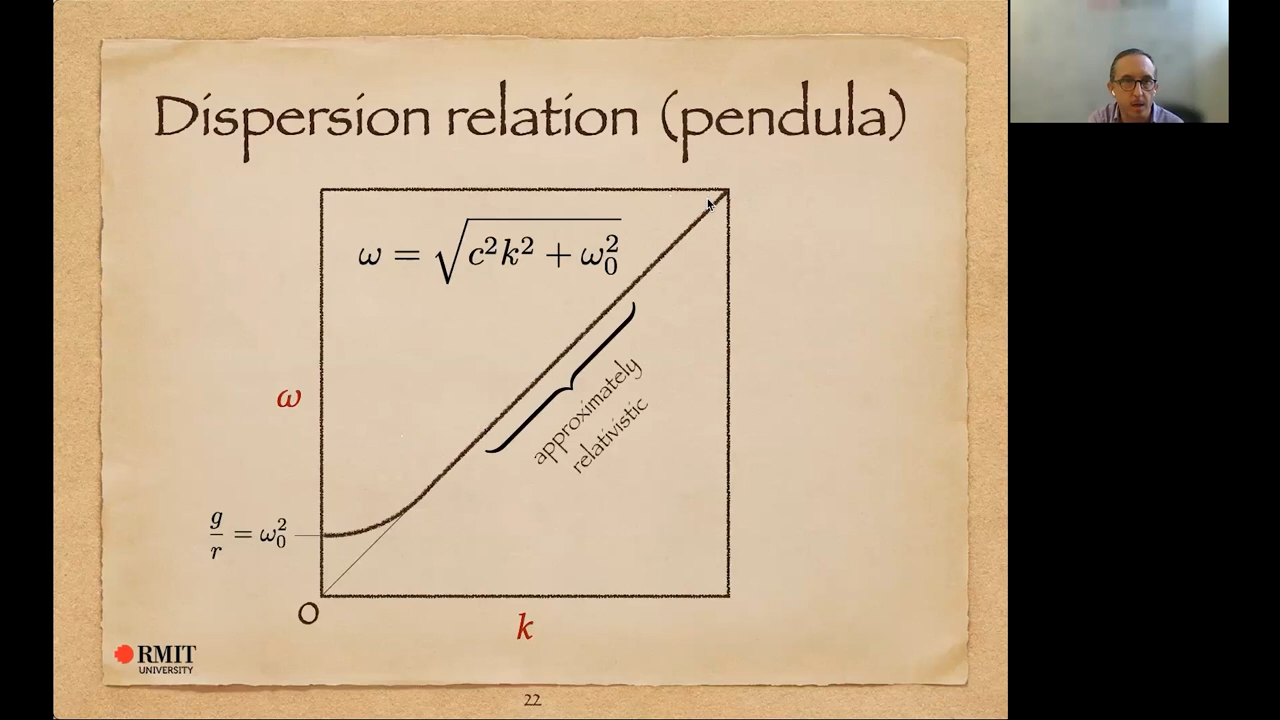 Dispersion relation (pendula)
ω = √(c²k² + ω₀²)
approximately
relativistic
ω
g/r = ω₀²
O
k
RMIT
UNIVERSITY
22